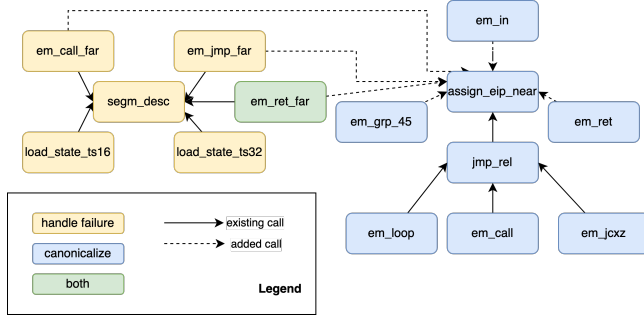 em_in
em_call_far
em_jmp_far
segm_desc
em_ret_far
assign_eip_near
em_grp_45
em_ret
load_state_ts16
load_state_ts32
jmp_rel
em_loop
em_call
em_jcxz
handle failure
existing call
canonicalize
added call
both
Legend